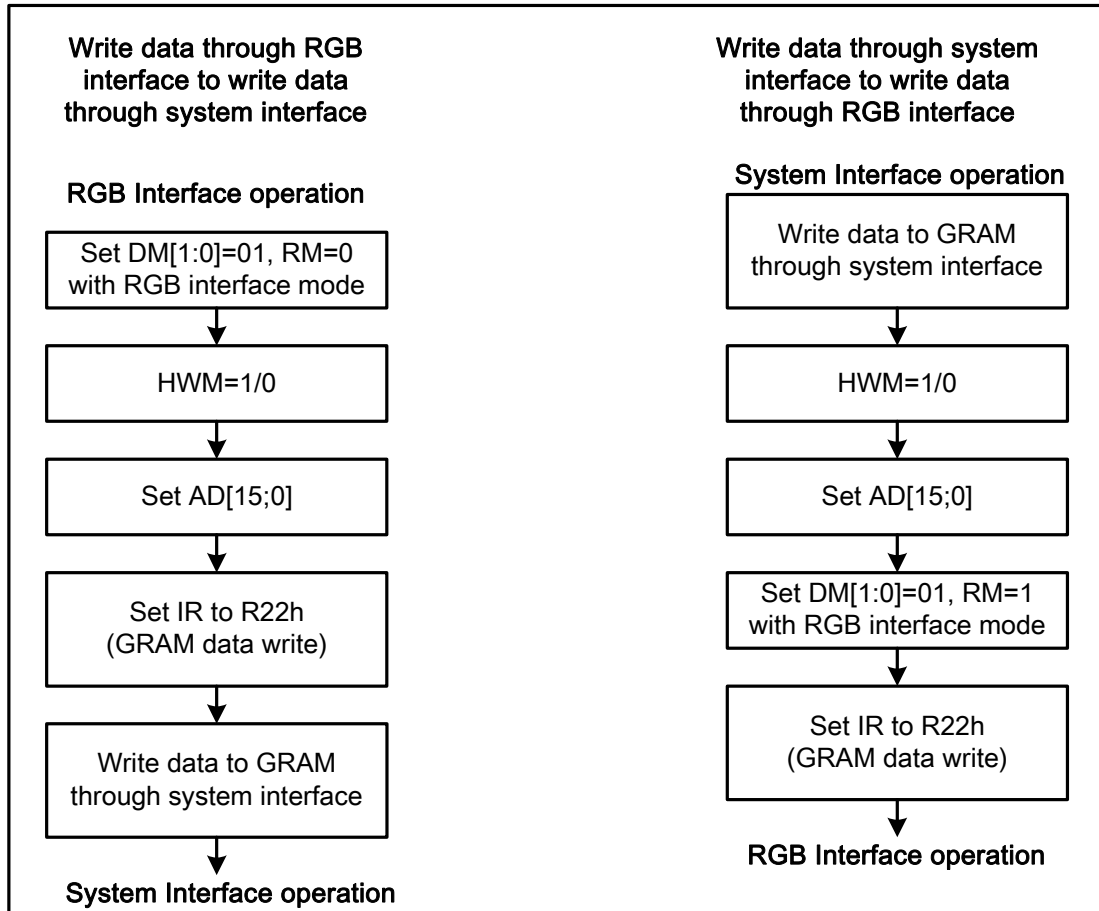 Write data through RGB
interface to write data
through system interface
RGB Interface operation
Set DM[1:0]=01, RM=0
with RGB interface mode
HWM=1/0
Set AD[15;0]
Set IR to R22h
(GRAM data write)
Write data to GRAM
through system interface
System Interface operation
Write data through system
interface to write data
through RGB interface
System Interface operation
Write data to GRAM
through system interface
HWM=1/0
Set AD[15;0]
Set DM[1:0]=01, RM=1
with RGB interface mode
Set IR to R22h
(GRAM data write)
RGB Interface operation